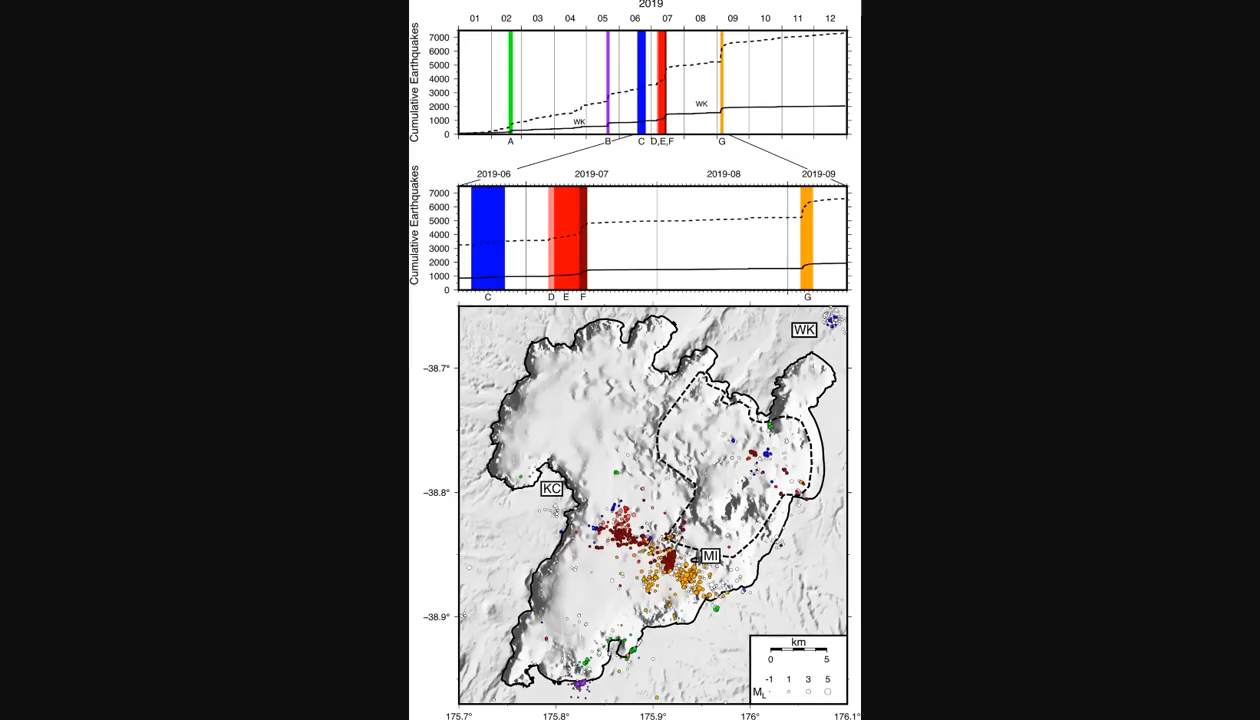 2019
01 02 03 04 05 06 07 08 09 10 11 12
Cumulative Earthquakes
7000
6000
5000
4000
3000
2000
1000
0
WK
WK
A B C D,E,F G
2019-06 2019-07 2019-08 2019-09
Cumulative Earthquakes
7000
6000
5000
4000
3000
2000
1000
0
C D E F G
WK
−38.7°
−38.8°
KC
MI
−38.9°
km
0 5
-1 1 3 5
ML
175.7° 175.8° 175.9° 176° 176.1°